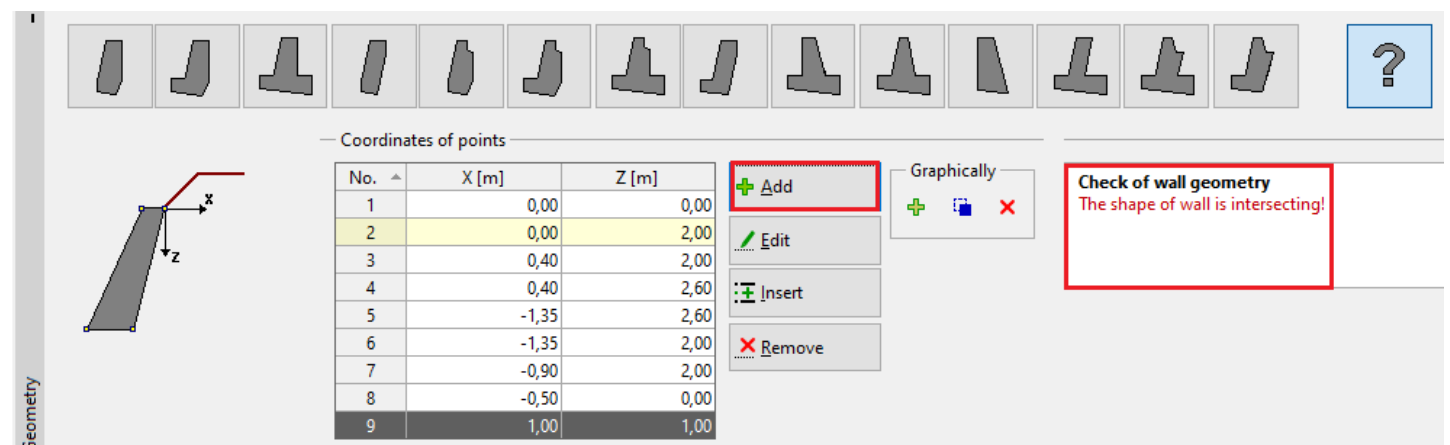 Coordinates of points
No. X [m] Z [m]
1 0,00 0,00
2 0,00 2,00
3 0,40 2,00
4 0,40 2,60
5 -1,35 2,60
6 -1,35 2,00
7 -0,90 2,00
8 -0,50 0,00
9 1,00 1,00
Add
Edit
Insert
Remove
Graphically
Check of wall geometry
The shape of wall is intersecting!
x
z
Geometry
?